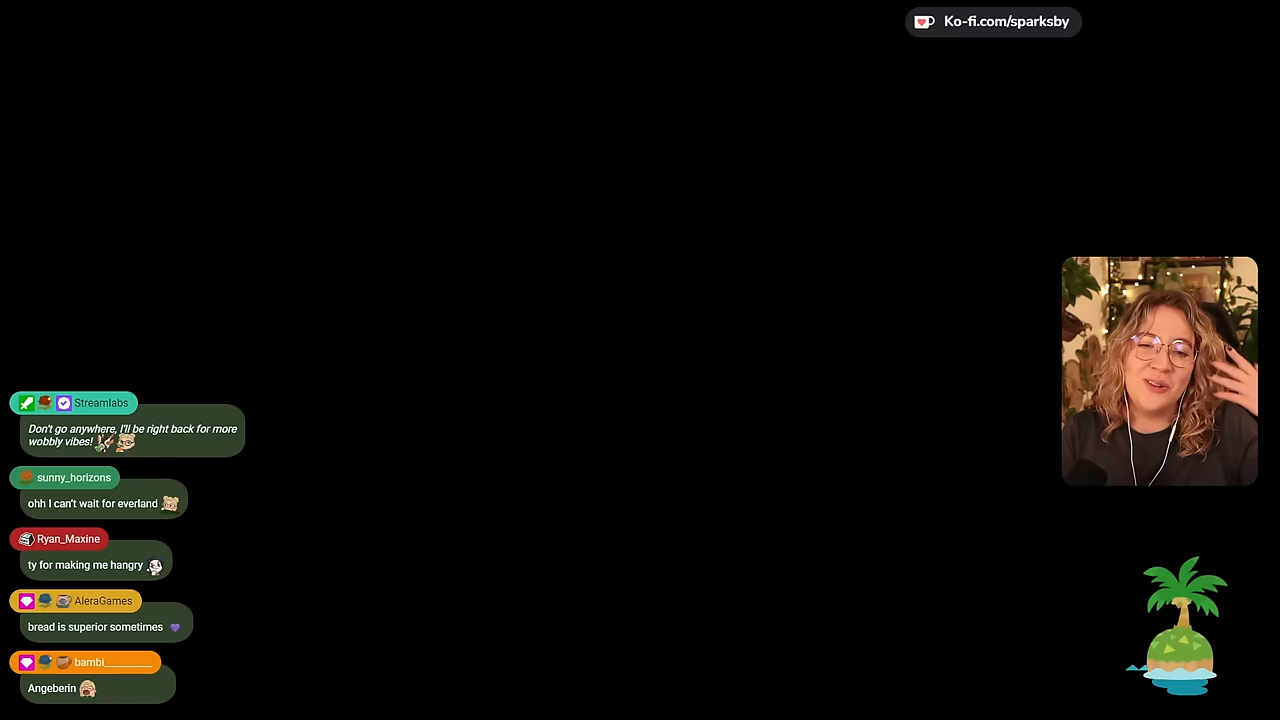 Ko-fi.com/sparksby
Streamlabs
Don't go anywhere, I'll be right back for more
wobbly vibes!
sunny_horizons
ohh I can't wait for everland
Ryan_Maxine
ty for making me hangry
AleraGames
bread is superior sometimes
bambi_________
Angeberin